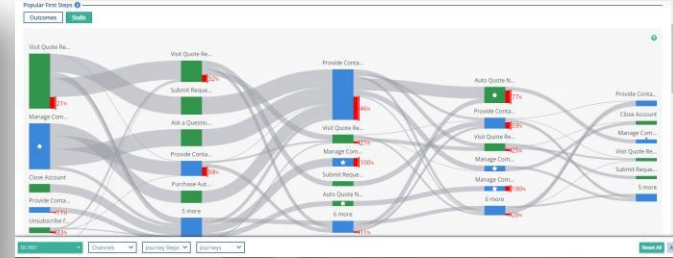 Popular First Steps
Outcomes
Stalls
Visit Quote Re...
21%
Manage Com...
Close Account
Provide Conta...
Unsubscribe f...
Visit Quote Re...
32%
Submit Reque...
Ask a Questio...
Provide Conta...
Purchase Aut...
5 more
Provide Conta...
46%
Visit Quote Re...
Manage Com...
100%
Submit Reque...
Auto Quote N...
6 more
Auto Quote N...
77%
Provide Conta...
Visit Quote Re...
Manage Com...
Manage Com...
100%
6 more
Provide Conta...
Close Account
Manage Com...
Visit Quote Re...
Submit Reque...
5 more
Channels
Journey Steps
Journeys
Reset All